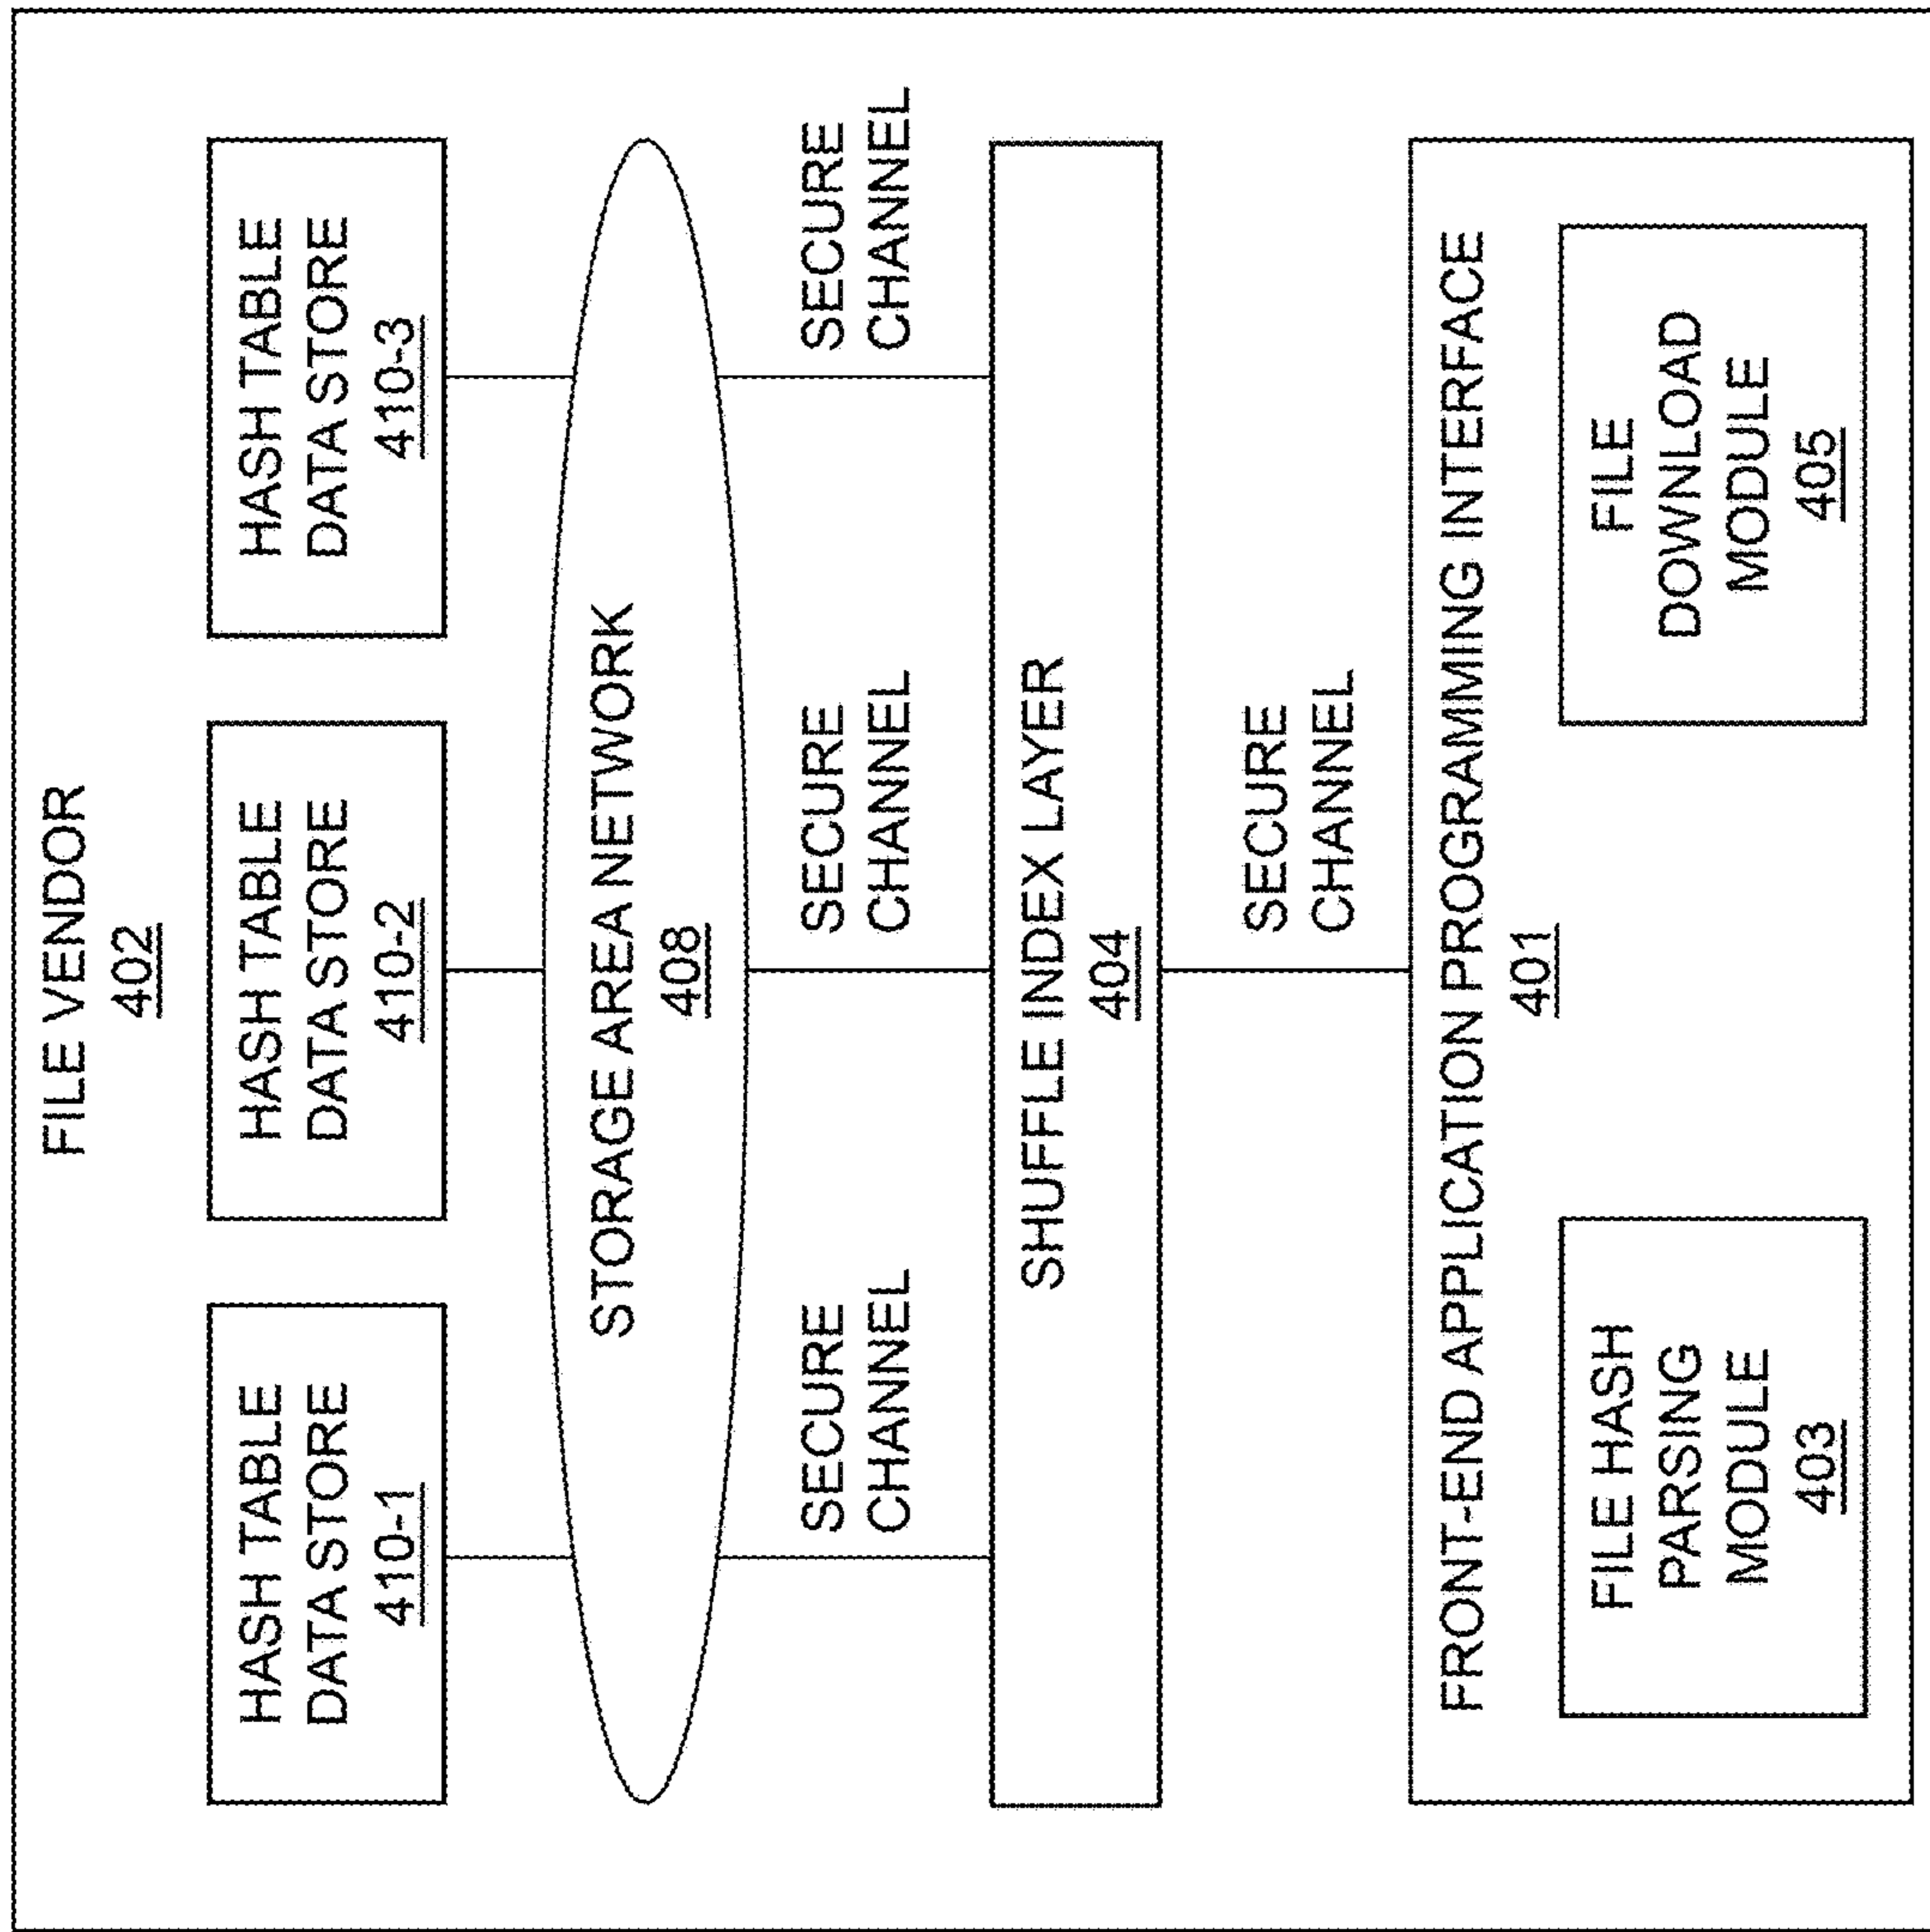 FILE VENDOR
402
HASH TABLE
DATA STORE
410-1
HASH TABLE
DATA STORE
410-2
HASH TABLE
DATA STORE
410-3
STORAGE AREA NETWORK
408
SECURE
CHANNEL
SECURE
CHANNEL
SECURE
CHANNEL
SHUFFLE INDEX LAYER
404
SECURE
CHANNEL
FRONT-END APPLICATION PROGRAMMING INTERFACE
401
FILE HASH
PARSING
MODULE
403
FILE
DOWNLOAD
MODULE
405